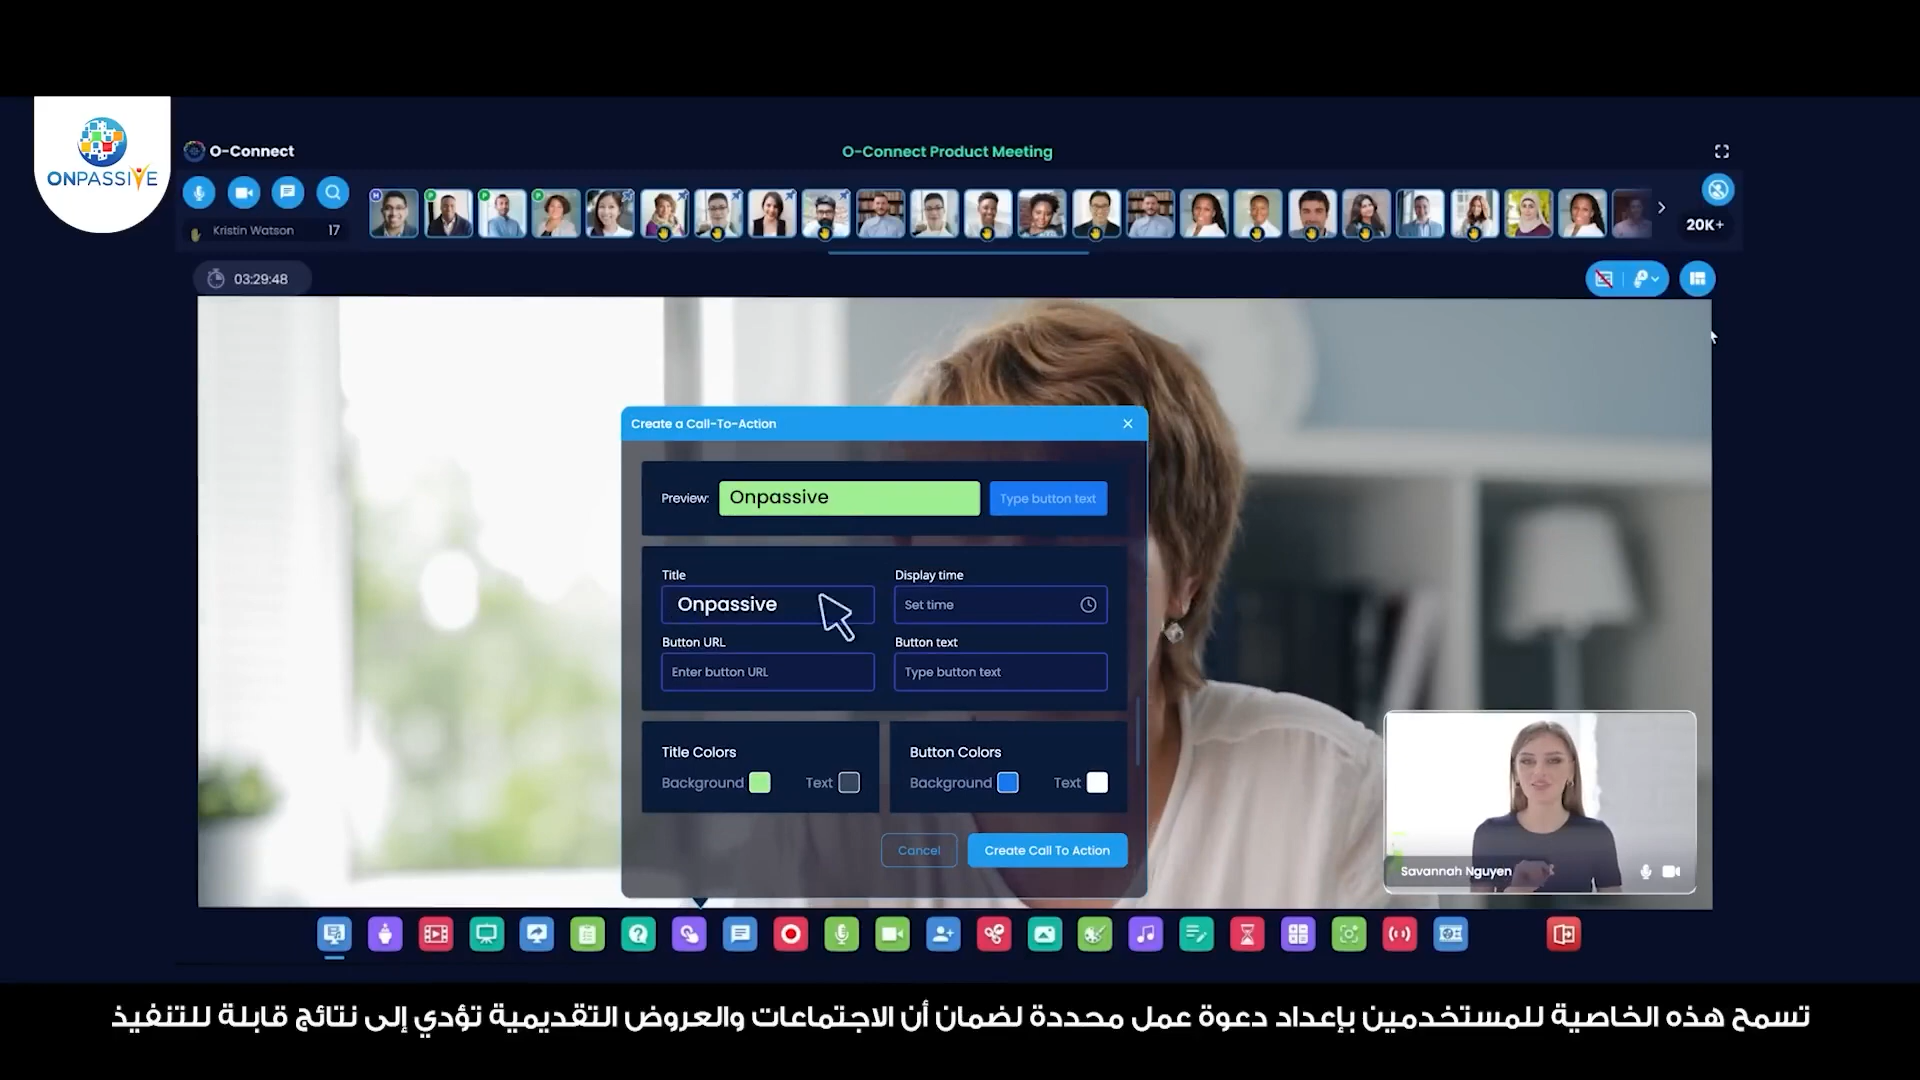 ONPASSIVE
O-Connect
O-Connect Product Meeting
Kristin Watson 17
20K+
03:29:48
Create a Call-To-Action
Preview: Onpassive Type button text
Title Display time
Onpassive Set time
Button URL Button text
Enter button URL Type button text
Title Colors Button Colors
Background Text Background Text
Cancel Create Call To Action
Savannah Nguyen
تسمح هذه الخاصية للمستخدمين بإعداد دعوة عمل محددة لضمان أن الاجتماعات والعروض التقديمية تؤدي إلى نتائج قابلة للتنفيذ